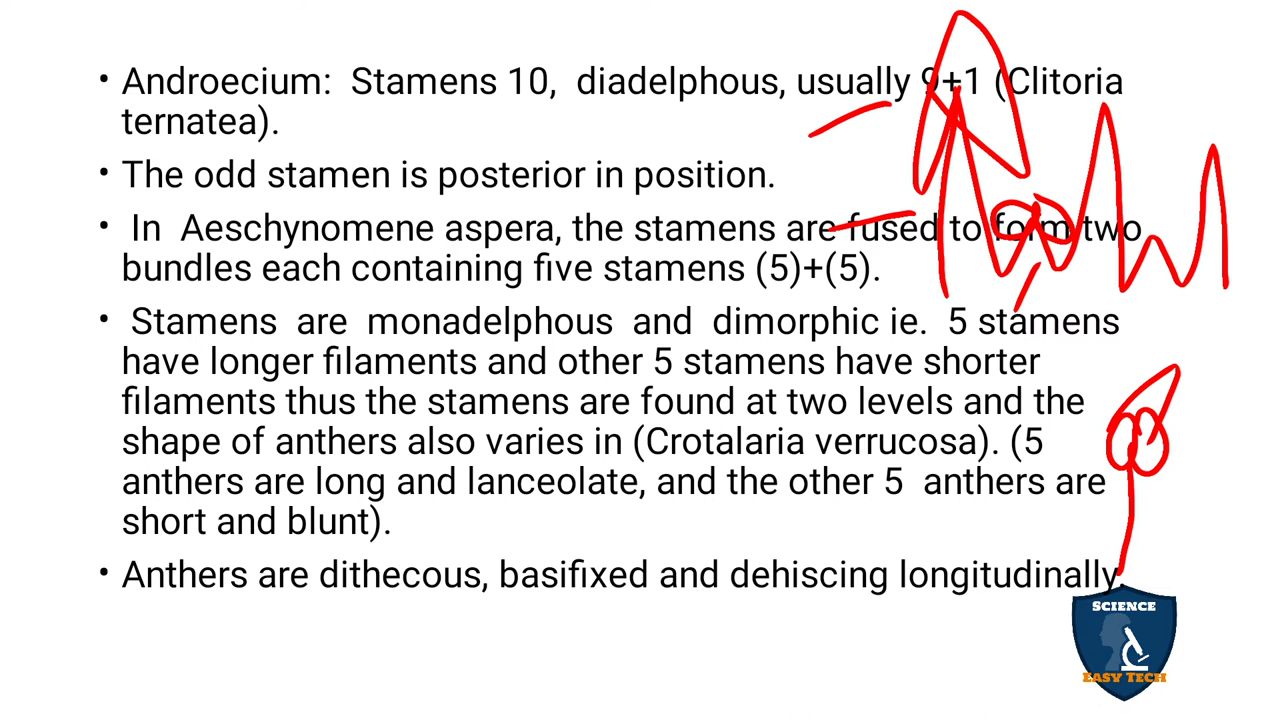 • Androecium: Stamens 10, diadelphous, usually 9+1 (Clitoria
ternatea).
• The odd stamen is posterior in position.
• In Aeschynomene aspera, the stamens are fused to form two
bundles each containing five stamens (5)+(5).
• Stamens are monadelphous and dimorphic ie. 5 stamens
have longer filaments and other 5 stamens have shorter
filaments thus the stamens are found at two levels and the
shape of anthers also varies in (Crotalaria verrucosa). (5
anthers are long and lanceolate, and the other 5 anthers are
short and blunt).
• Anthers are dithecous, basifixed and dehiscing longitudinally.
SCIENCE
EASY TECH